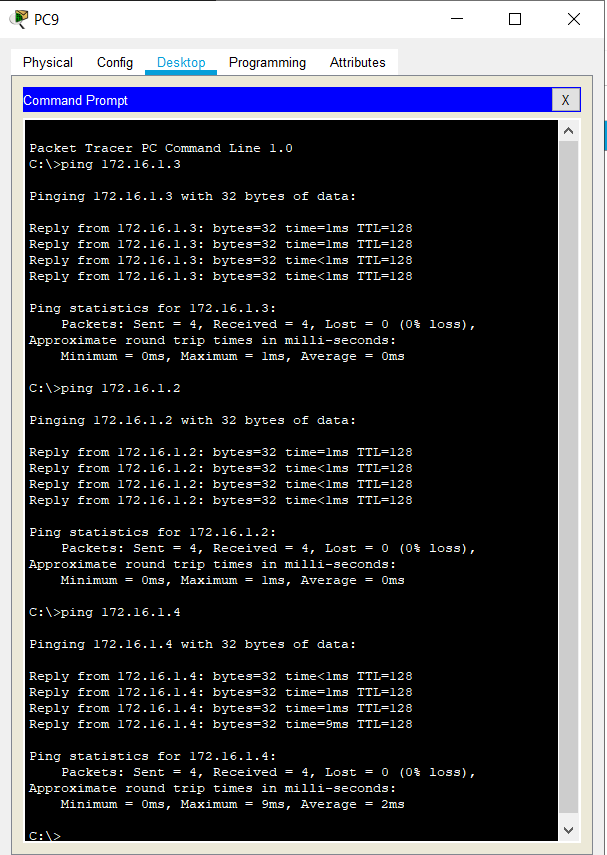 PC9
Physical Config Desktop Programming Attributes
Command Prompt X
Packet Tracer PC Command Line 1.0
C:\>ping 172.16.1.3
Pinging 172.16.1.3 with 32 bytes of data:
Reply from 172.16.1.3: bytes=32 time=1ms TTL=128
Reply from 172.16.1.3: bytes=32 time=1ms TTL=128
Reply from 172.16.1.3: bytes=32 time<1ms TTL=128
Reply from 172.16.1.3: bytes=32 time<1ms TTL=128
Ping statistics for 172.16.1.3:
    Packets: Sent = 4, Received = 4, Lost = 0 (0% loss),
Approximate round trip times in milli-seconds:
    Minimum = 0ms, Maximum = 1ms, Average = 0ms
C:\>ping 172.16.1.2
Pinging 172.16.1.2 with 32 bytes of data:
Reply from 172.16.1.2: bytes=32 time=1ms TTL=128
Reply from 172.16.1.2: bytes=32 time<1ms TTL=128
Reply from 172.16.1.2: bytes=32 time<1ms TTL=128
Reply from 172.16.1.2: bytes=32 time<1ms TTL=128
Ping statistics for 172.16.1.2:
    Packets: Sent = 4, Received = 4, Lost = 0 (0% loss),
Approximate round trip times in milli-seconds:
    Minimum = 0ms, Maximum = 1ms, Average = 0ms
C:\>ping 172.16.1.4
Pinging 172.16.1.4 with 32 bytes of data:
Reply from 172.16.1.4: bytes=32 time<1ms TTL=128
Reply from 172.16.1.4: bytes=32 time=1ms TTL=128
Reply from 172.16.1.4: bytes=32 time=1ms TTL=128
Reply from 172.16.1.4: bytes=32 time=9ms TTL=128
Ping statistics for 172.16.1.4:
    Packets: Sent = 4, Received = 4, Lost = 0 (0% loss),
Approximate round trip times in milli-seconds:
    Minimum = 0ms, Maximum = 9ms, Average = 2ms
C:\>